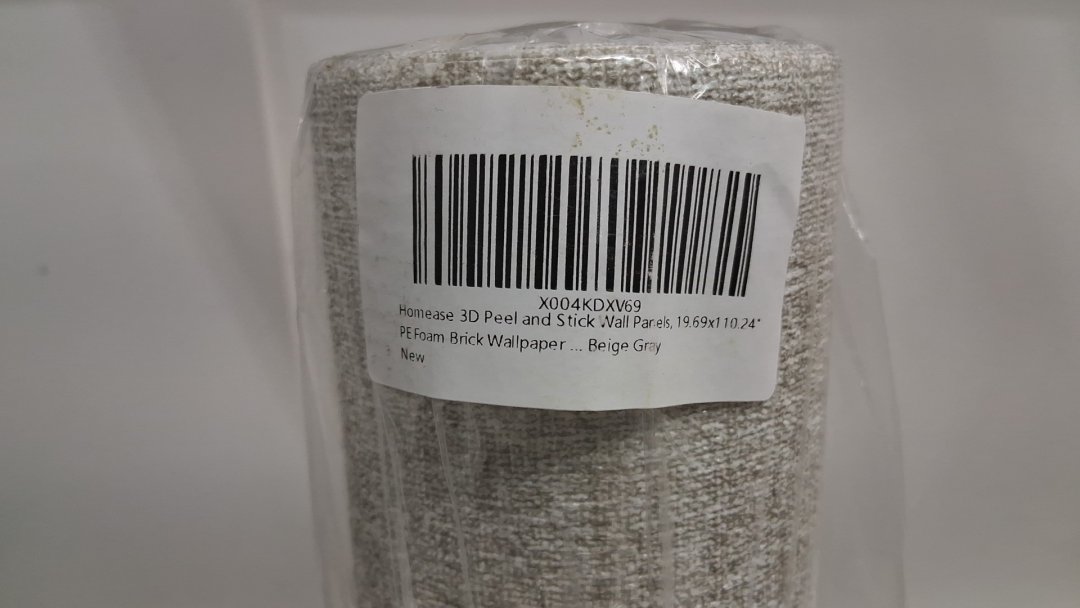 X004KDXV69
Homease 3D Peel and Stick Wall Panels, 19.69x110.24"
PE Foam Brick Wallpaper ... Beige Gray
New